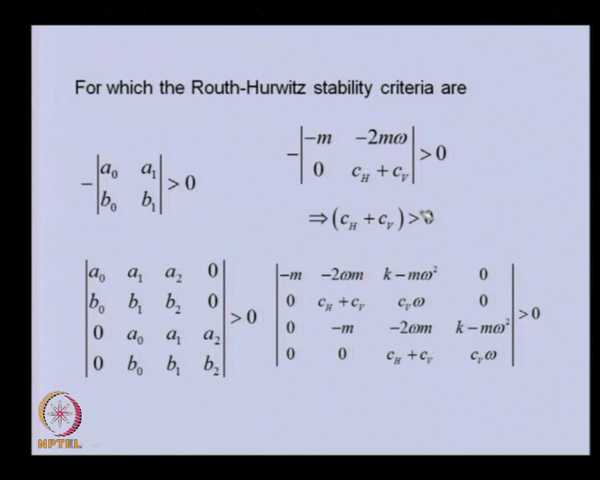 For which the Routh-Hurwitz stability criteria are
−|a₀ a₁| > 0
|b₀ b₁|
−|−m −2mω| > 0
|0 c_H + c_V|
⇒ (c_H + c_V) > 0
|a₀ a₁ a₂ 0|
|b₀ b₁ b₂ 0| > 0
|0 a₀ a₁ a₂|
|0 b₀ b₁ b₂|
|−m −2ωm k − mω² 0|
|0 c_H + c_V c_Vω 0| > 0
|0 −m −2ωm k − mω²|
|0 0 c_H + c_V c_Vω|
NPTEL